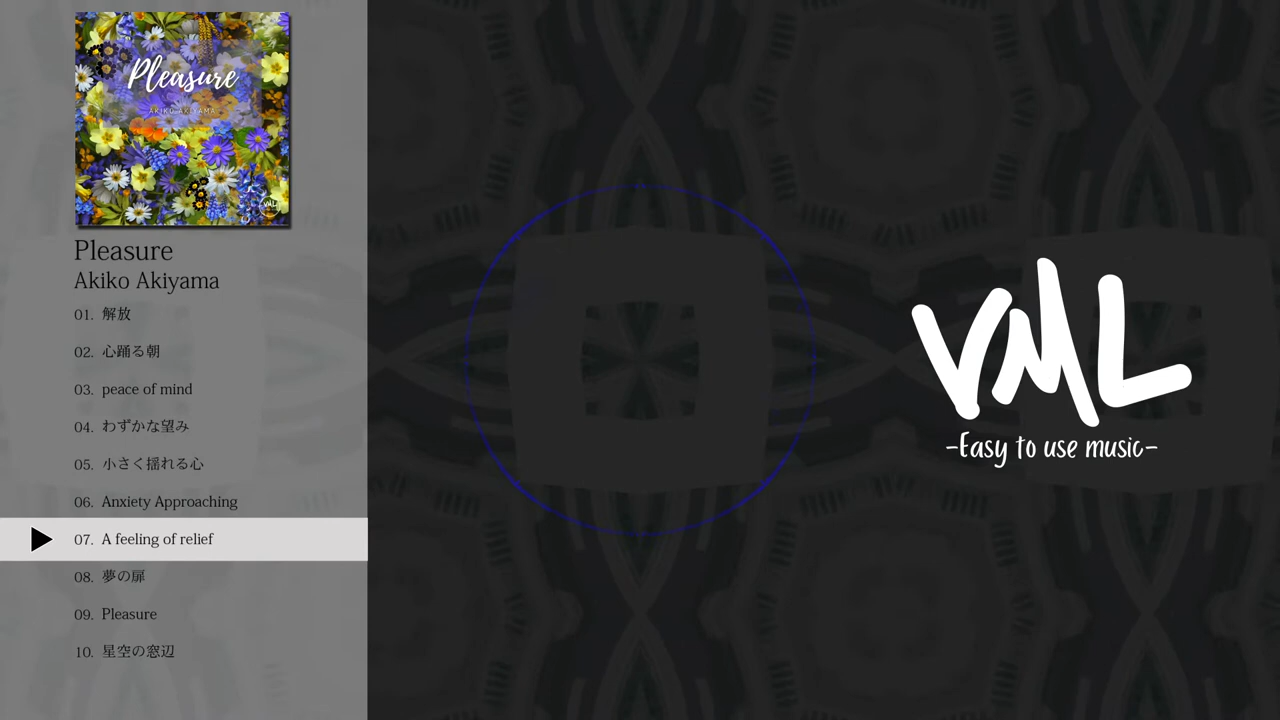 Pleasure
AKIKO AKIYAMA
VML
Pleasure
Akiko Akiyama
01. 解放
02. 心踊る朝
03. peace of mind
04. わずかな望み
05. 小さく揺れる心
06. Anxiety Approaching
07. A feeling of relief
08. 夢の扉
09. Pleasure
10. 星空の窓辺
VML
-Easy to use music-